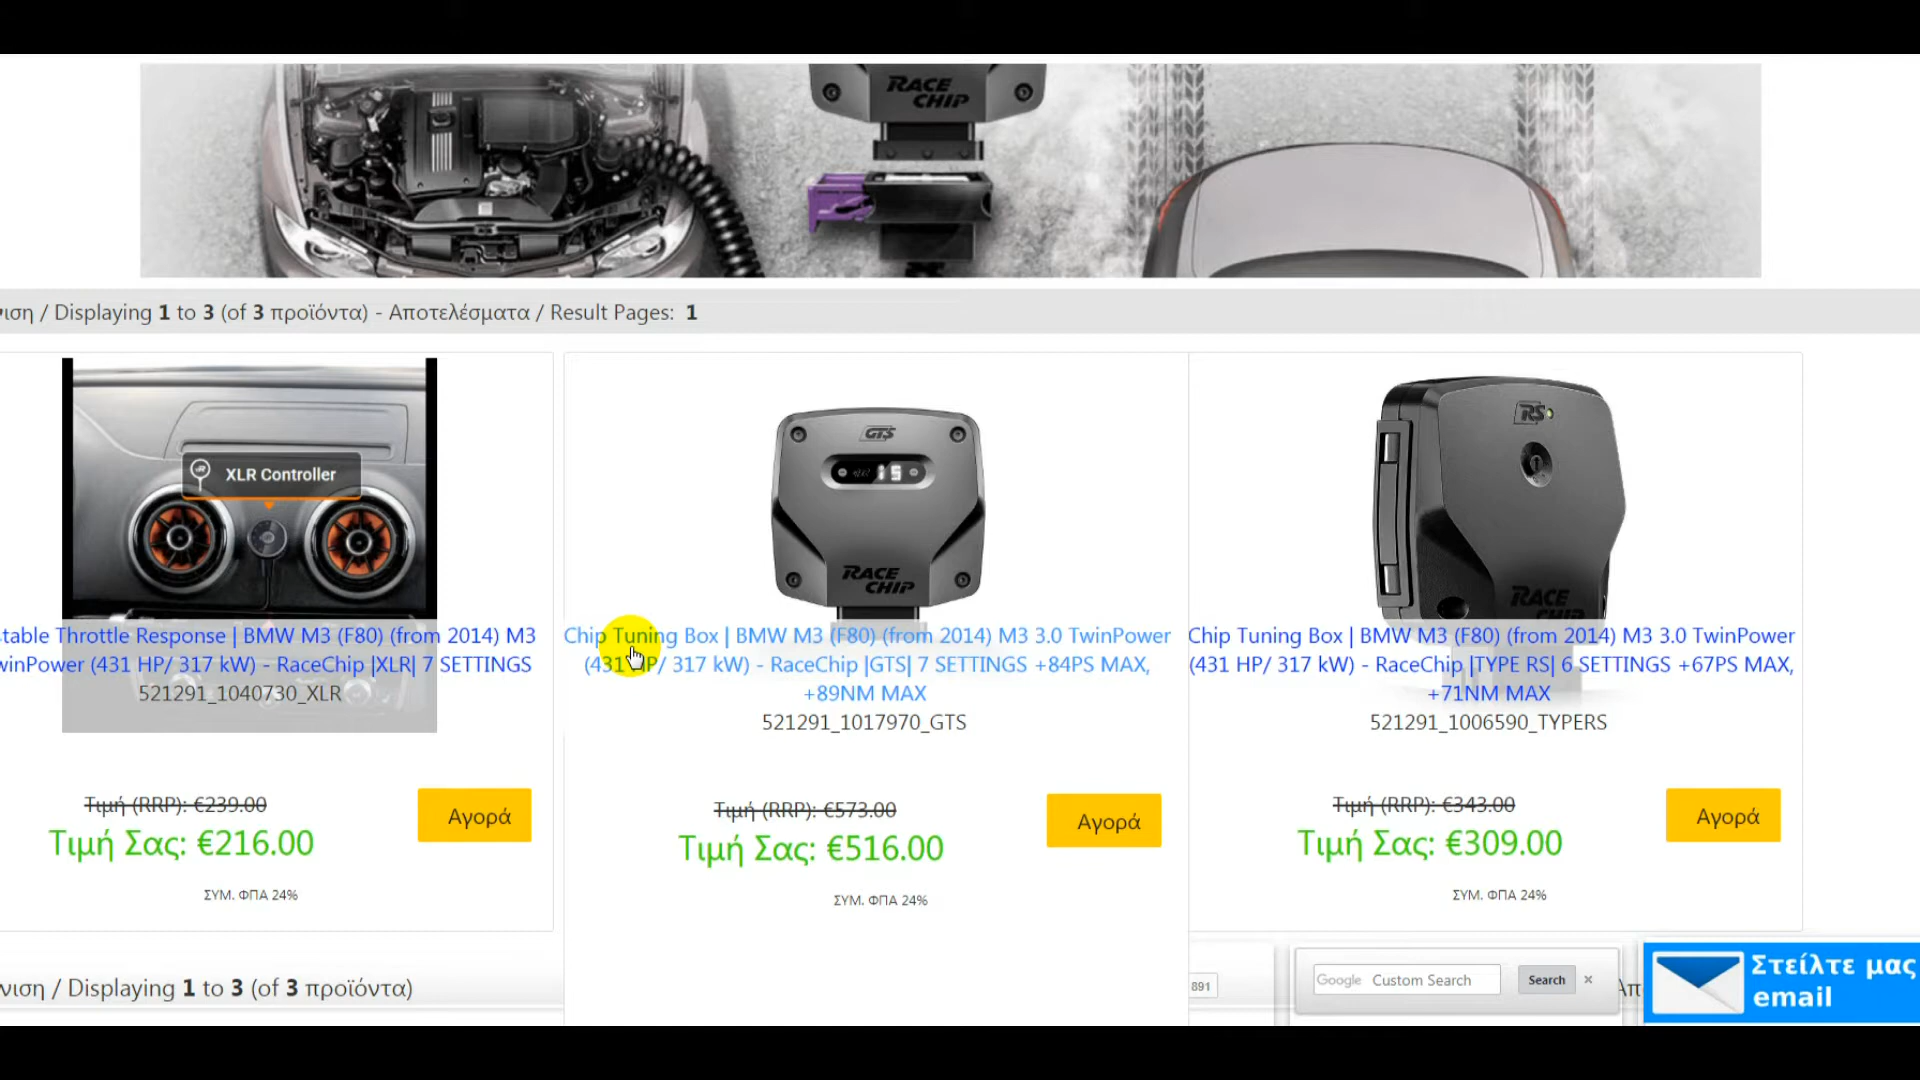 RACE
CHIP
ιση / Displaying 1 to 3 (of 3 προϊόντα) - Αποτελέσματα / Result Pages: 1
XLR Controller
table Throttle Response | BMW M3 (F80) (from 2014) M3
winPower (431 HP/ 317 kW) - RaceChip |XLR| 7 SETTINGS
521291_1040730_XLR
Τιμή (RRP): €239.00
Τιμή Σας: €216.00
Αγορά
ΣΥΜ. ΦΠΑ 24%
GTS
15
RACE
CHIP
Chip Tuning Box | BMW M3 (F80) (from 2014) M3 3.0 TwinPower
(431 HP/ 317 kW) - RaceChip |GTS| 7 SETTINGS +84PS MAX,
+89NM MAX
521291_1017970_GTS
Τιμή (RRP): €573.00
Τιμή Σας: €516.00
Αγορά
ΣΥΜ. ΦΠΑ 24%
RS
RACE
CHIP
Chip Tuning Box | BMW M3 (F80) (from 2014) M3 3.0 TwinPower
(431 HP/ 317 kW) - RaceChip |TYPE RS| 6 SETTINGS +67PS MAX,
+71NM MAX
521291_1006590_TYPERS
Τιμή (RRP): €343.00
Τιμή Σας: €309.00
Αγορά
ΣΥΜ. ΦΠΑ 24%
νιση / Displaying 1 to 3 (of 3 προϊόντα)
891
Google Custom Search
Search
×
Απ
Στείλτε μας
email